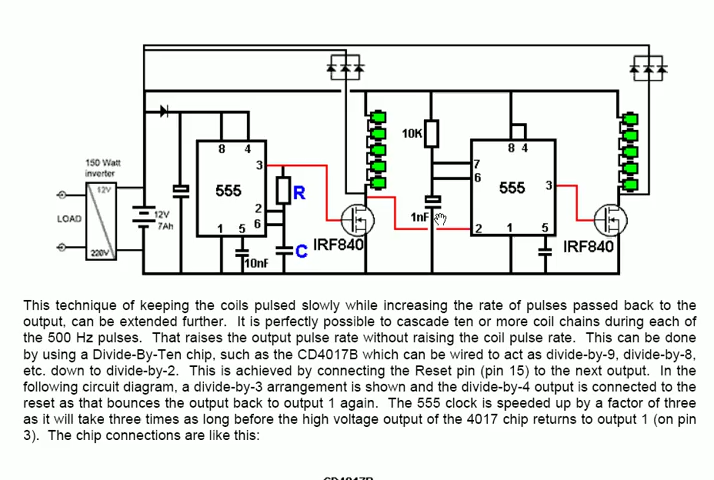 10K
8 4
8 4
150 Watt
inverter
3
7
6
12V
555
R
555
3
LOAD
12V
7Ah
2
6
1nF
220V
1 5
C
IRF840
2
1 5
IRF840
10nF
This technique of keeping the coils pulsed slowly while increasing the rate of pulses passed back to the
output, can be extended further. It is perfectly possible to cascade ten or more coil chains during each of
the 500 Hz pulses. That raises the output pulse rate without raising the coil pulse rate. This can be done
by using a Divide-By-Ten chip, such as the CD4017B which can be wired to act as divide-by-9, divide-by-8,
etc. down to divide-by-2. This is achieved by connecting the Reset pin (pin 15) to the next output. In the
following circuit diagram, a divide-by-3 arrangement is shown and the divide-by-4 output is connected to the
reset as that bounces the output back to output 1 again. The 555 clock is speeded up by a factor of three
as it will take three times as long before the high voltage output of the 4017 chip returns to output 1 (on pin
3). The chip connections are like this:
CD4017B